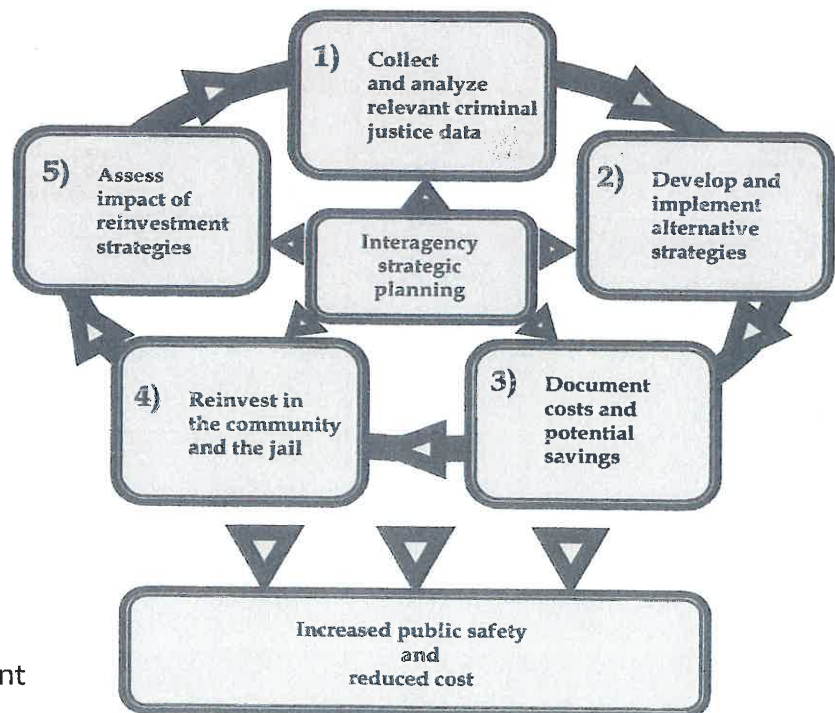 1) Collect
and analyze
relevant criminal
justice data
2) Develop and
implement
alternative
strategies
3) Document
costs and
potential
savings
4) Reinvest in
the community
and the jail
5) Assess
impact of
reinvestment
strategies
Interagency
strategic
planning
Increased public safety
and
reduced cost
nt